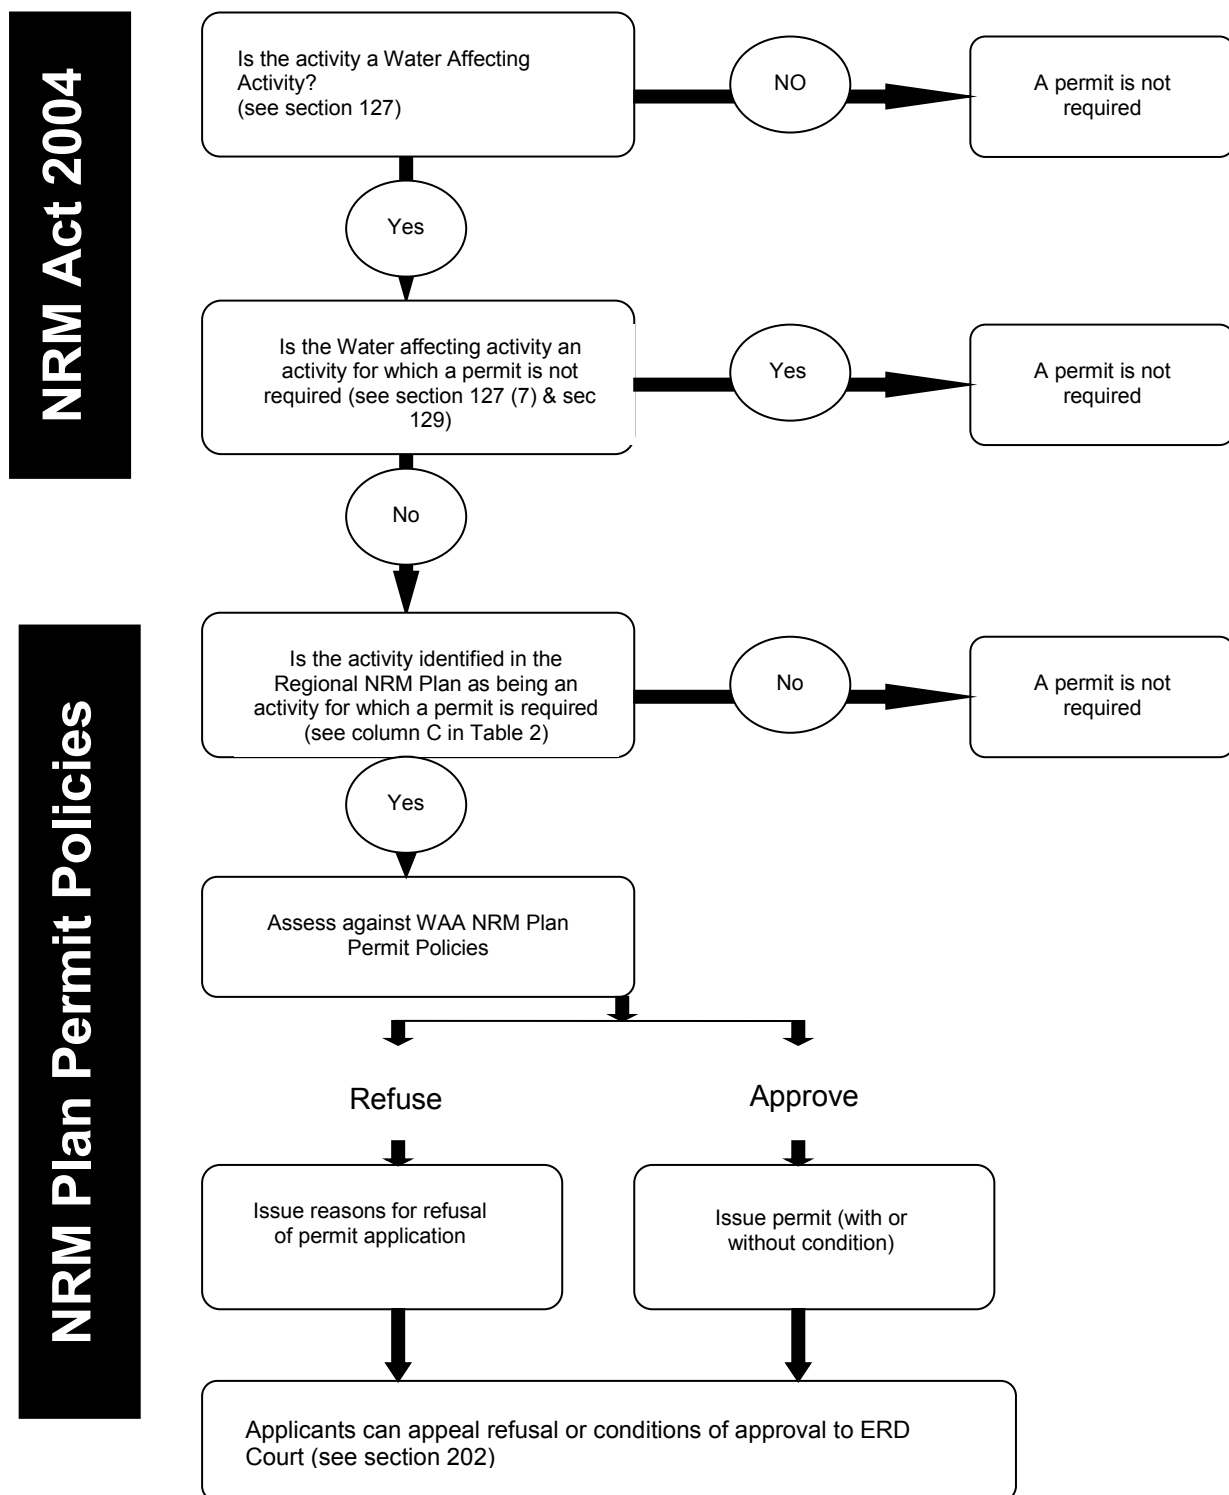 NRM Act 2004
Is the activity a Water Affecting
Activity?
(see section 127)
NO
A permit is not
required
Yes
Is the Water affecting activity an
activity for which a permit is not
required (see section 127 (7) & sec
129)
Yes
A permit is not
required
No
NRM Plan Permit Policies
Is the activity identified in the
Regional NRM Plan as being an
activity for which a permit is required
(see column C in Table 2)
No
A permit is not
required
Yes
Assess against WAA NRM Plan
Permit Policies
Refuse
Approve
Issue reasons for refusal
of permit application
Issue permit (with or
without condition)
Applicants can appeal refusal or conditions of approval to ERD
Court (see section 202)